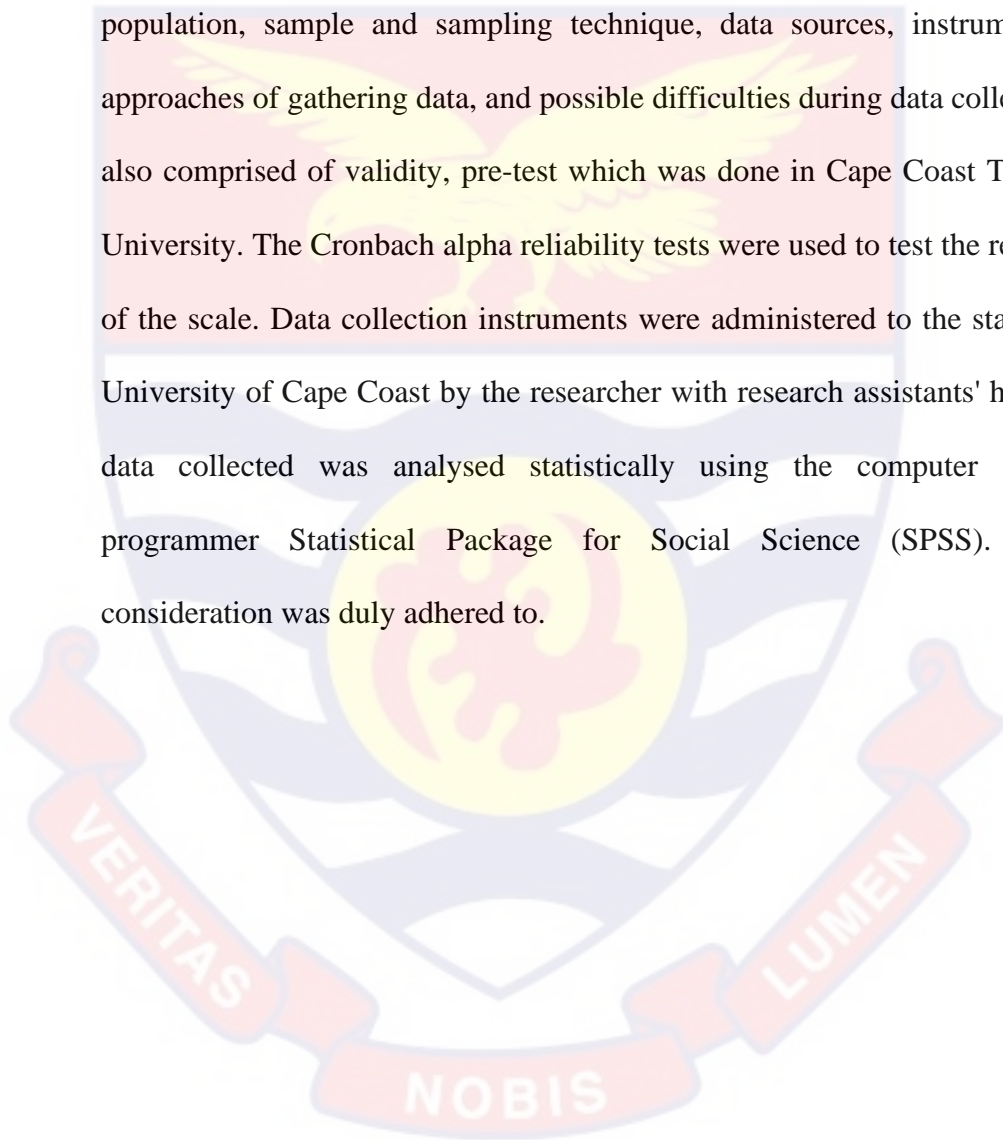 population, sample and sampling technique, data sources, instrum
approaches of gathering data, and possible difficulties during data coll
also comprised of validity, pre-test which was done in Cape Coast T
University. The Cronbach alpha reliability tests were used to test the re
of the scale. Data collection instruments were administered to the sta
University of Cape Coast by the researcher with research assistants' h
data collected was analysed statistically using the computer
programmer Statistical Package for Social Science (SPSS).
consideration was duly adhered to.
VERITAS
NOBIS
LUMEN